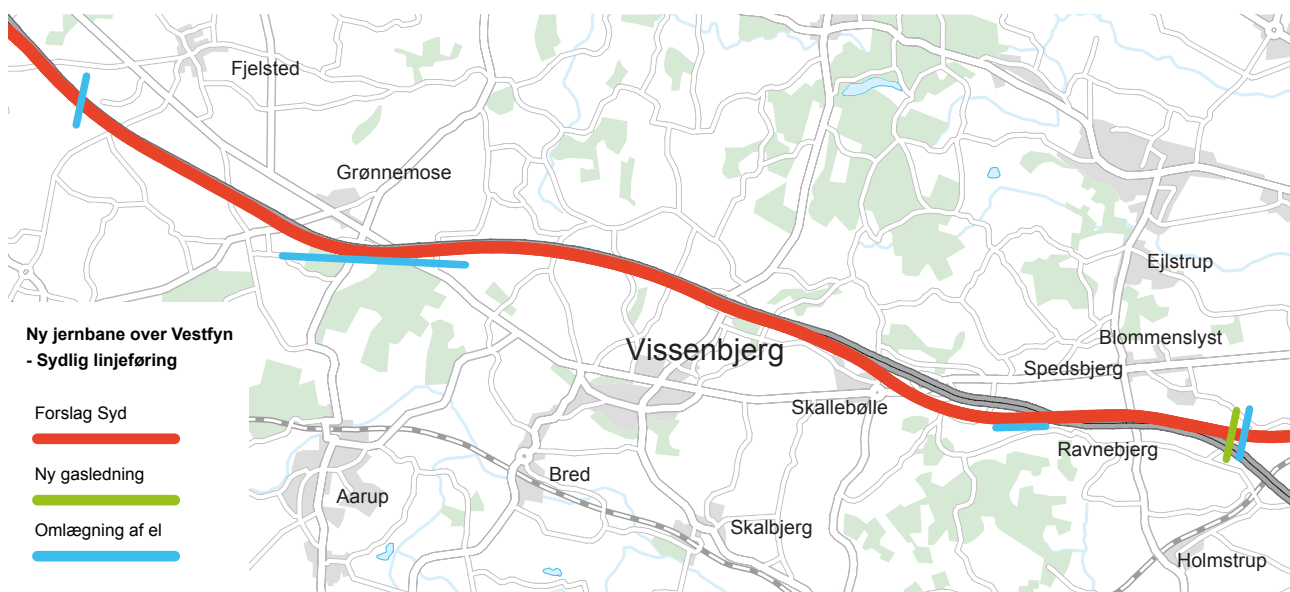 Fjelsted
Grønnemose
Ejlstrup
Ny jernbane over Vestfyn
- Sydlig linjeføring
Vissenbjerg
Blommenslyst
Spedsbjerg
Forslag Syd
Skallebølle
Ravnebjerg
Ny gasledning
Bred
Aarup
Omlægning af el
Skalbjerg
Holmstrup